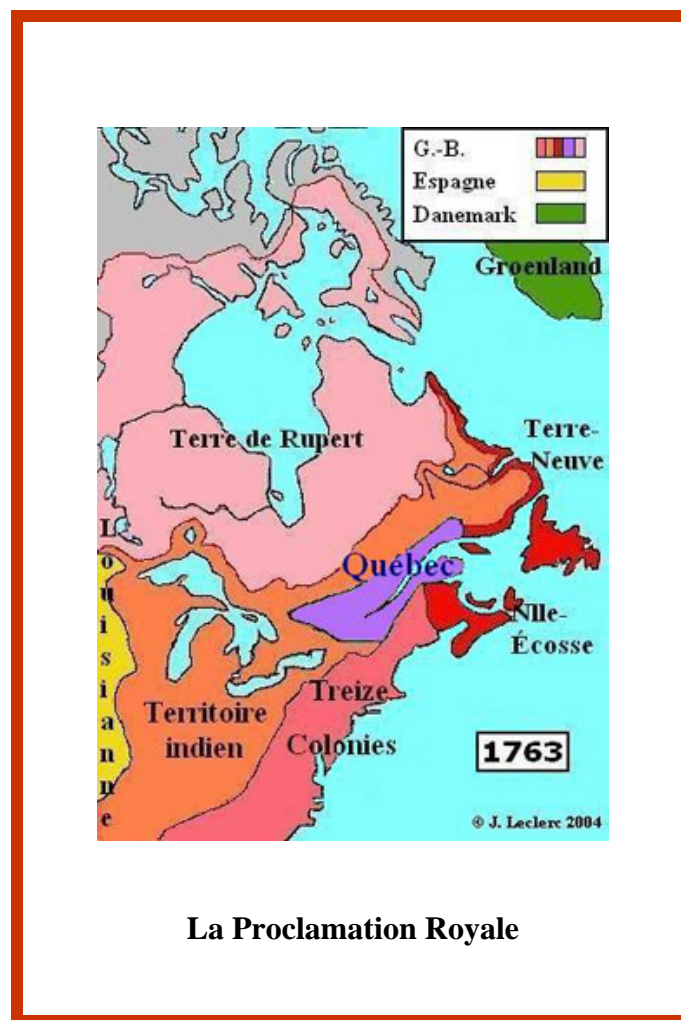 G.-B.
Espagne
Danemark
Groenland
Terre de Rupert
Terre-
Neuve
Québec
Nlle-
Écosse
Louisianne
Territoire
indien
Treize
Colonies
1763
© J. Leclerc 2004
La Proclamation Royale